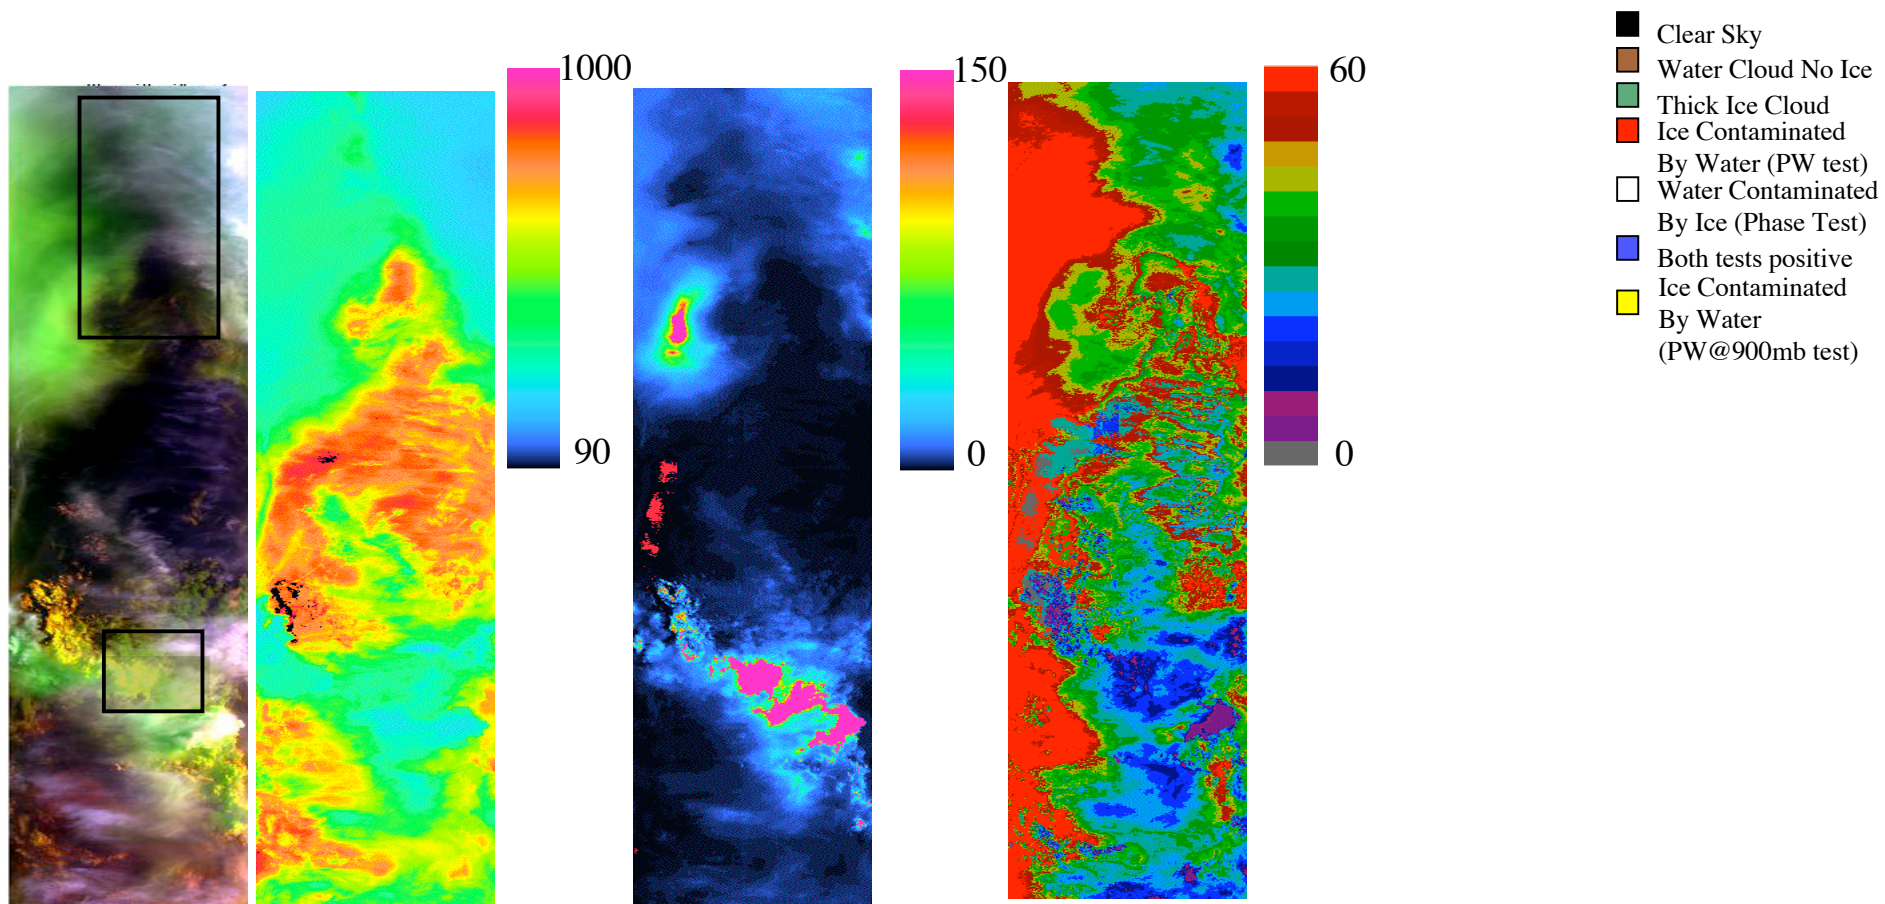 1000
90
150
0
60
0
Clear Sky
Water Cloud No Ice
Thick Ice Cloud
Ice Contaminated
By Water (PW test)
Water Contaminated
By Ice (Phase Test)
Both tests positive
Ice Contaminated
By Water
(PW@900mb test)